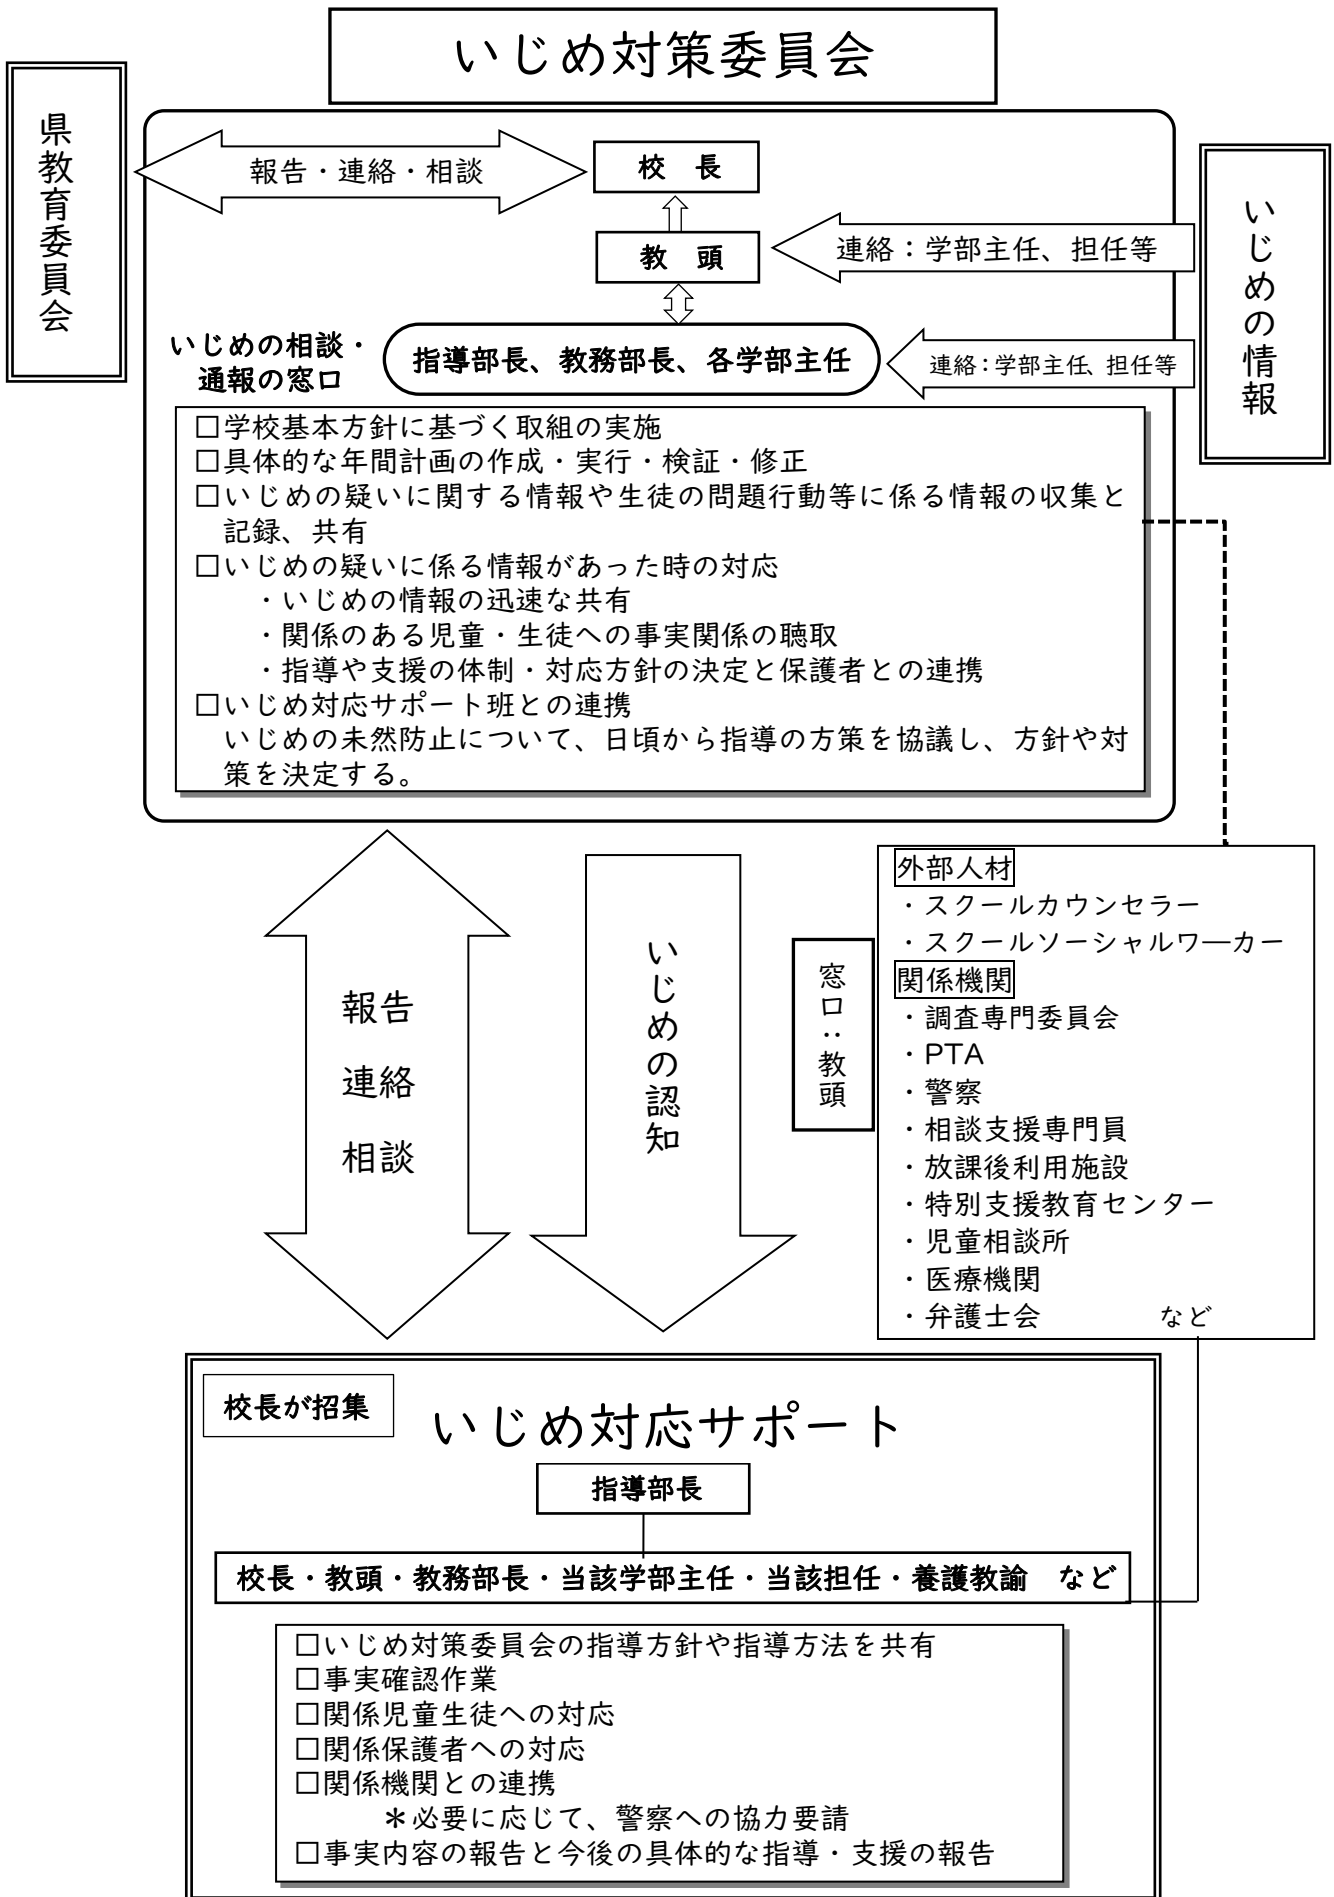 いじめ対策委員会
県教育委員会
報告・連絡・相談
校　長
教　頭
連絡：学部主任、担任等
いじめの情報
いじめの相談・
通報の窓口
指導部長、教務部長、各学部主任
連絡：学部主任、担任等
□学校基本方針に基づく取組の実施
□具体的な年間計画の作成・実行・検証・修正
□いじめの疑いに関する情報や生徒の問題行動等に係る情報の収集と
記録、共有
□いじめの疑いに係る情報があった時の対応
・いじめの情報の迅速な共有
・関係のある児童・生徒への事実関係の聴取
・指導や支援の体制・対応方針の決定と保護者との連携
□いじめ対応サポート班との連携
いじめの未然防止について、日頃から指導の方策を協議し、方針や対
策を決定する。
報告
連絡
相談
いじめの認知
窓口：教頭
外部人材
・スクールカウンセラー
・スクールソーシャルワ―カー
関係機関
・調査専門委員会
・PTA
・警察
・相談支援専門員
・放課後利用施設
・特別支援教育センター
・児童相談所
・医療機関
・弁護士会　　　　など
校長が招集
いじめ対応サポート
指導部長
校長・教頭・教務部長・当該学部主任・当該担任・養護教諭　など
□いじめ対策委員会の指導方針や指導方法を共有
□事実確認作業
□関係児童生徒への対応
□関係保護者への対応
□関係機関との連携
＊必要に応じて、警察への協力要請
□事実内容の報告と今後の具体的な指導・支援の報告